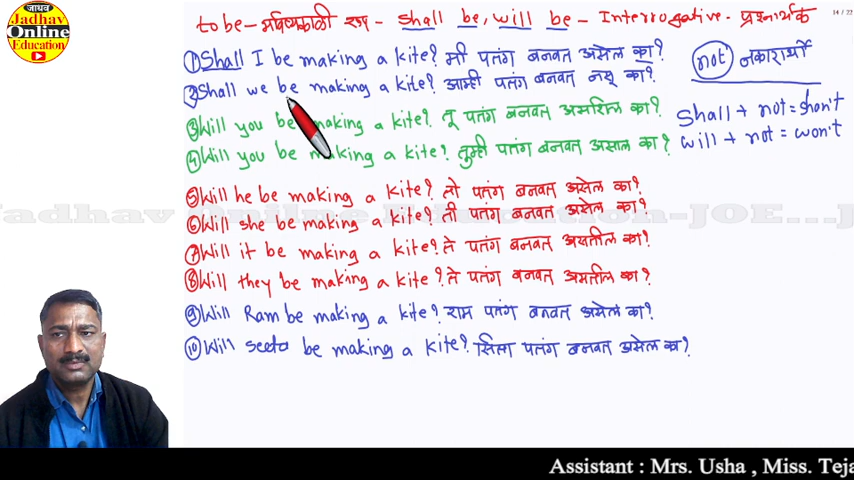 जाधव
Jadhav
Online
Education
14 / 22
to be - भविष्यकाळी रूप - shall be, will be - Interrogative - प्रश्नार्थक
① Shall I be making a kite? मी पतंग बनवत असेल का?
② Shall we be making a kite? आम्ही पतंग बनवत नसू का?
③ Will you be making a kite? तू पतंग बनवत असशिल का?
④ Will you be making a kite? तुम्ही पतंग बनवत असाल का?
⑤ Will he be making a kite? तो पतंग बनवत असेल का?
⑥ Will she be making a kite? ती पतंग बनवत असेल का?
⑦ Will it be making a kite? ते पतंग बनवत असतील का?
⑧ Will they be making a kite? ते पतंग बनवत असतील का?
⑨ Will Ram be making a kite? राम पतंग बनवत असेल का?
⑩ Will seeta be making a kite? सिता पतंग बनवत असेल का?
not नकारार्थी
Shall + not = shan't
will + not = won't
Jadhav Online Education-JOE...J
Assistant : Mrs. Usha , Miss. Teja